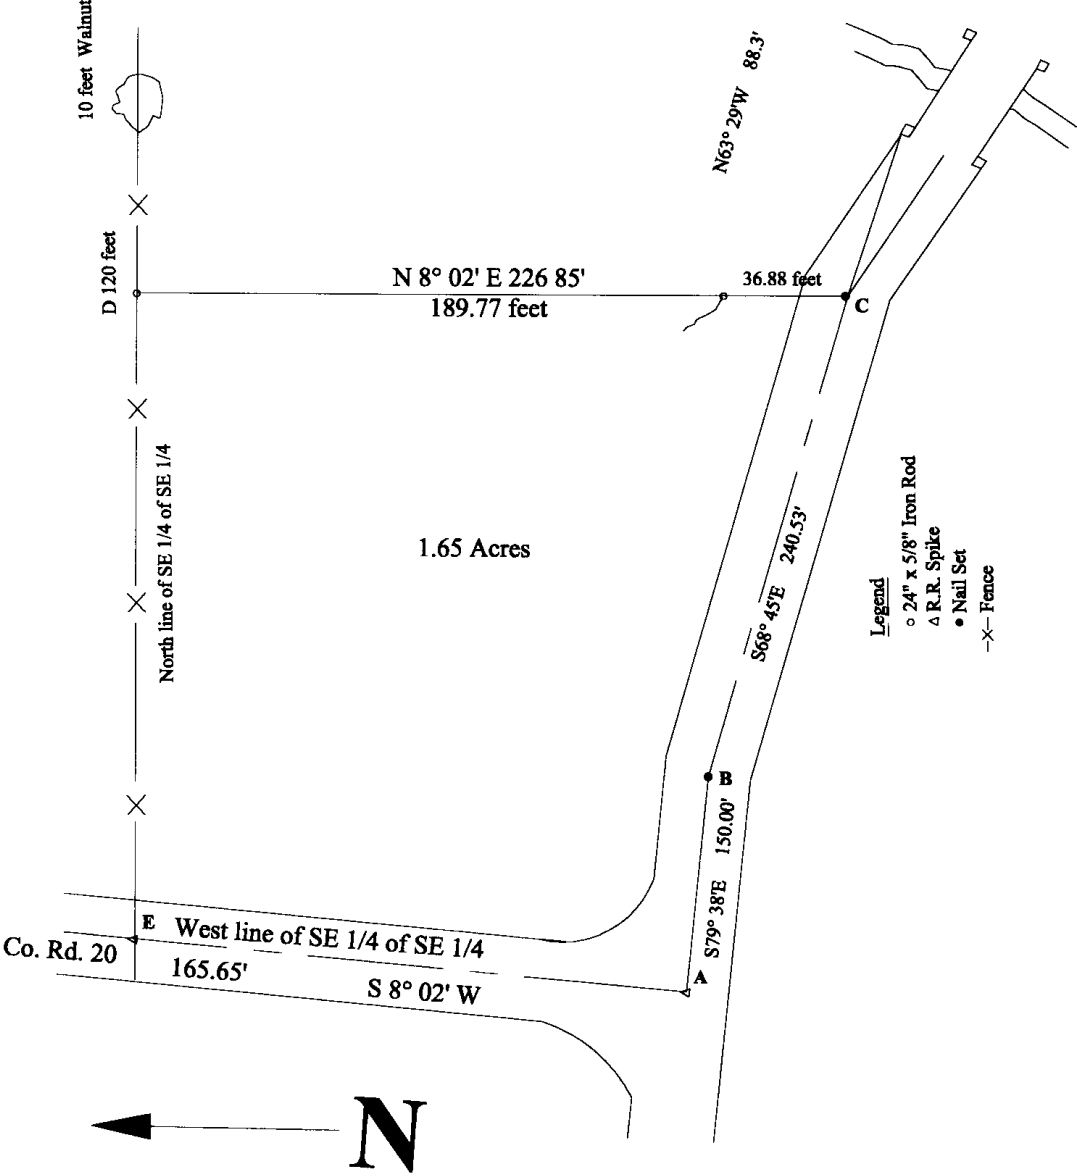 10 feet Walnut
N63° 29'W 88.3'
D 120 feet
N 8° 02' E 226 85'
189.77 feet
36.88 feet
C
North line of SE 1/4 of SE 1/4
1.65 Acres
S68° 45'E 240.53'
Legend
24" x 5/8" Iron Rod
R.R. Spike
Nail Set
-X- Fence
B
S79° 38'E 150.00'
E West line of SE 1/4 of SE 1/4
Co. Rd. 20
165.65'
S 8° 02' W
A
N